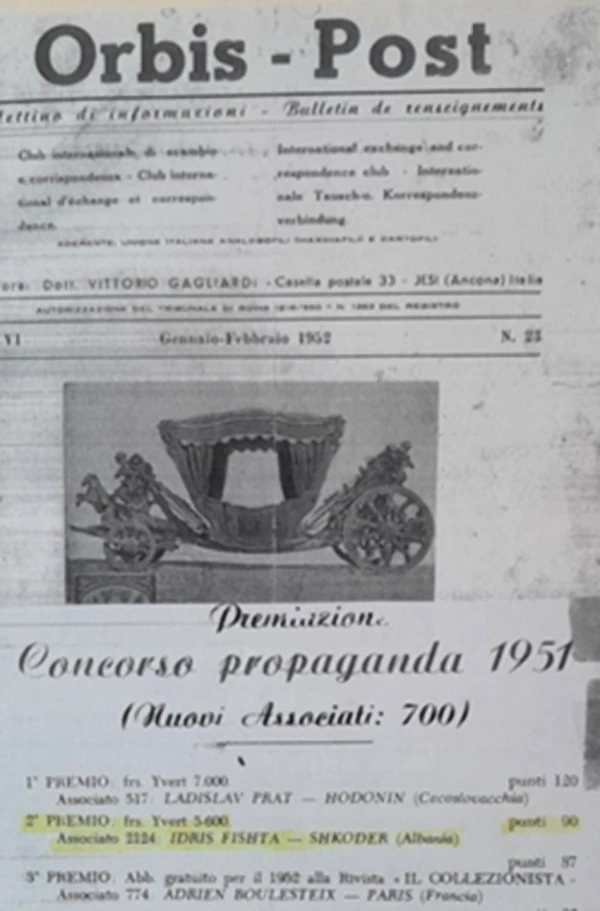 Orbis - Post
lettino di informazioni - Bulletin de renseignements
Club internazionale di scambio
e corrispondenza - Club interna-
tional d'échange et correspon-
dance.
International exchange and cor-
respondence club - Internatio-
nale Tausch-u. Korrespondenz-
verbindung
ADERENTE: UNIONE ITALIANE E
ore: Dott. VITTORIO GAGLIARDI - Casella postale 33 - JESI (Ancona) Italia
AUTORIZZAZIONE DEL TRIBUNALE DI ROMA DEL REGISTRO
VI Gennaio-Febbraio 1952 N. 23
Premiazione
Concorso propaganda 1951
(Nuovi Associati: 700)
1° PREMIO: frs. Yvert 7.000 punti 120
Associato 517: LADISLAV PRAT — HODONIN (Cecoslovacchia)
2° PREMIO: frs. Yvert 5.600 punti 90
Associato 2124: IDRIS FISHTA — SHKODER (Albania)
punti 87
3° PREMIO: Abb. gratuito per il 1952 alla Rivista « IL COLLEZIONISTA -
Associato 774: ADRIEN BOULESTEIX — PARIS (Francia)